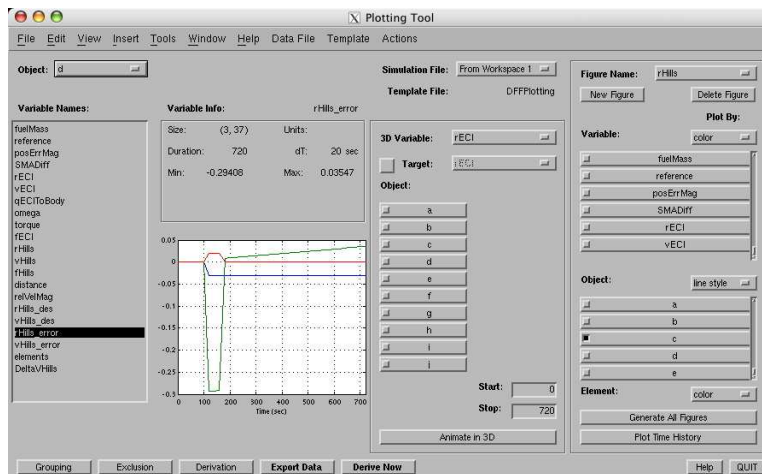 Plotting Tool
File Edit View Insert Tools Window Help Data File Template Actions
Object: d
Simulation File: From Workspace 1
Template File: DFFPlotting
Figure Name: rHills
New Figure Delete Figure
Plot By:
Variable Names:
fuelMass
reference
posErrMag
SMADiff
rECI
vECI
qECIToBody
omega
torque
fECI
rHills
vHills
fHills
distance
relVelMag
rHills_des
vHills_des
rHills_error
vHills_error
elements
DeltaVHills
Variable Info: rHills_error
Size: (3, 37) Units:
Duration: 720 dT: 20 sec
Min: -0.29408 Max: 0.03547
0.05
0
-0.05
-0.1
-0.15
-0.2
-0.25
-0.3
0 100 200 300 400 500 600 700
Time (sec)
3D Variable: rECI
Target: rECI
Object:
a
b
c
d
e
f
g
h
i
j
Start: 0
Stop: 720
Animate in 3D
Variable: color
fuelMass
reference
posErrMag
SMADiff
rECI
vECI
Object: line style
a
b
c
d
e
Element: color
Generate All Figures
Plot Time History
Grouping Exclusion Derivation Export Data Derive Now Help QUIT